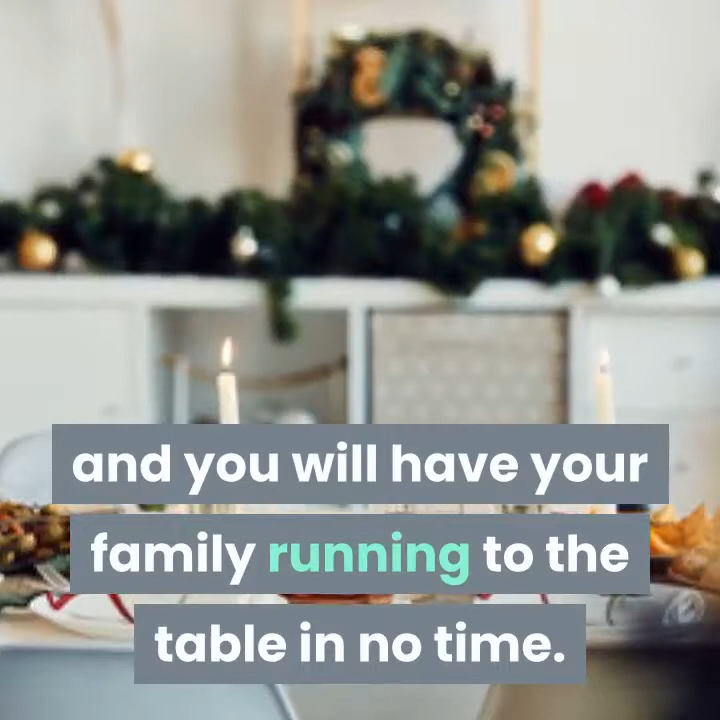 and you will have your
family running to the
table in no time.